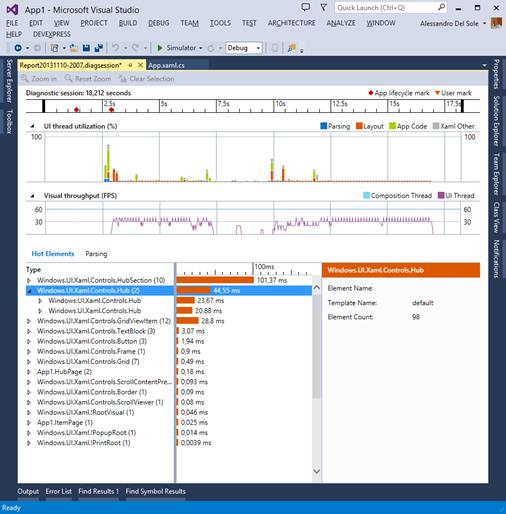 App1 - Microsoft Visual Studio
Quick Launch (Ctrl+Q)
FILE EDIT VIEW PROJECT BUILD DEBUG TEAM TOOLS TEST ARCHITECTURE ANALYZE WINDOW
Alessandro Del Sole
HELP DEVEXPRESS
Simulator Debug
Server Explorer
Toolbox
Report20131110-2007.diagsession*
App.xaml.cs
Zoom in Reset Zoom Clear Selection
Diagnostic session: 18,212 seconds
App lifecycle mark User mark
2,5s 5s 7,5s 10s 12,5s 15s 17,5s
UI thread utilization (%)
Parsing Layout App Code Xaml Other
100 100
Visual throughput (FPS)
Composition Thread UI Thread
60 60
30 30
Hot Elements Parsing
Type
100ms
Windows.UI.Xaml.Controls.HubSection (10) 101,37 ms
Windows.UI.Xaml.Controls.Hub (2) 44,55 ms
Windows.UI.Xaml.Controls.Hub 23,67 ms
Windows.UI.Xaml.Controls.Hub 20,88 ms
Windows.UI.Xaml.Controls.GridViewItem (12) 28,8 ms
Windows.UI.Xaml.Controls.TextBlock (3) 3,07 ms
Windows.UI.Xaml.Controls.Button (3) 1,94 ms
Windows.UI.Xaml.Controls.Frame (1) 0,9 ms
Windows.UI.Xaml.Controls.Grid (7) 0,49 ms
App1.HubPage (2) 0,18 ms
Windows.UI.Xaml.Controls.ScrollContentPre... 0,093 ms
Windows.UI.Xaml.Controls.Border (1) 0,09 ms
Windows.UI.Xaml.Controls.ScrollViewer (1) 0,08 ms
Windows.UI.Xaml.!RootVisual (1) 0,046 ms
App1.ItemPage (1) 0,025 ms
Windows.UI.Xaml.!PopupRoot (1) 0,014 ms
Windows.UI.Xaml.!PrintRoot (1) 0,0039 ms
Windows.UI.Xaml.Controls.Hub
Element Name:
Template Name: default
Element Count: 98
Properties
Solution Explorer
Team Explorer
Class View
Notifications
Output Error List Find Results 1 Find Symbol Results
Ready